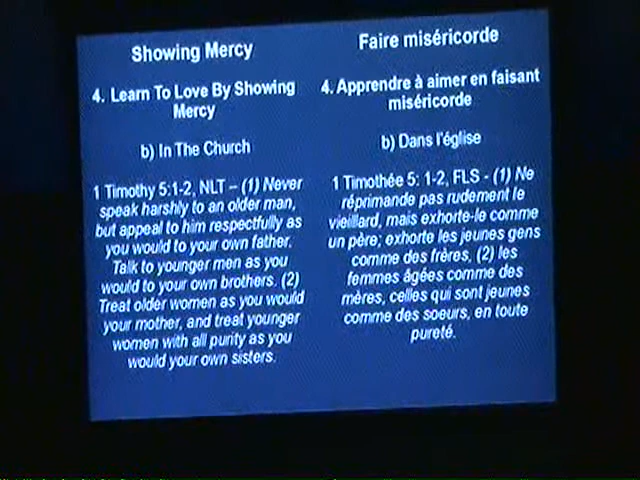 Showing Mercy
4. Learn To Love By Showing
Mercy
b) In The Church
1 Timothy 5:1-2, NLT – (1) Never
speak harshly to an older man,
but appeal to him respectfully as
you would to your own father.
Talk to younger men as you
would to your own brothers. (2)
Treat older women as you would
your mother, and treat younger
women with all purity as you
would your own sisters.
Faire miséricorde
4. Apprendre à aimer en faisant
miséricorde
b) Dans l'église
1 Timothée 5: 1-2, FLS - (1) Ne
réprimande pas rudement le
vieillard, mais exhorte-le comme
un père; exhorte les jeunes gens
comme des frères, (2) les
femmes âgées comme des
mères, celles qui sont jeunes
comme des soeurs, en toute
pureté.